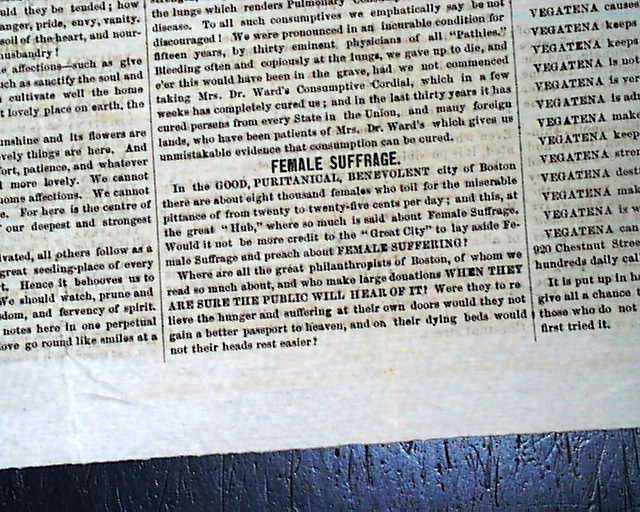 uld they be tended; how
anger, pride, envy, vanity.
soil of the heart, and nour-
usbandry!
e affections—such as give
ch as sanctify the soul and
cultivate well the home
t lovely place on earth, the
unshine and its flowers are
vely things are here. And
fort, patience, and whatever
more lovely. We cannot
home affections. We cannot
e. For here is the centre of
our deepest and strongest
ivated, all others follow as a
great seeding-place of every
t. Hence it behooves us to
We should watch, prune and
dom, and fervency of spirit.
notes here in one perpetual
ove go round like smiles at a
the lungs which renders Pulmonary
disease. To all such consumptives we emphatically say be not
discouraged! We were pronounced in an incurable condition for
fifteen years, by thirty eminent physicians of all "Pathies."
Bleeding often and copiously at the lungs, we gave up to die, and
e'er this would have been in the grave, had we not commenced
taking Mrs. Dr. Ward's Consumptive Cordial, which in a few
weeks has completely cured us; and in the last thirty years it has
cured persons from every State in the Union, and many foreign
lands, who have been patients of Mrs. Dr. Ward's which gives us
unmistakable evidence that consumption can be cured.
FEMALE SUFFRAGE.
In the GOOD, PURITANICAL, BENEVOLENT city of Boston
there are about eight thousand females who toil for the miserable
pittance of from twenty to twenty-five cents per day; and this, at
the great "Hub," where so much is said about Female Suffrage.
Would it not be more credit to the "Great City" to lay aside Fe-
male Suffrage and preach about FEMALE SUFFERING?
Where are all the great philanthropists of Boston, of whom we
read so much about, and who make large donations WHEN THEY
ARE SURE THE PUBLIC WILL HEAR OF IT? Were they to re-
lieve the hunger and suffering at their own doors would they not
gain a better passport to heaven, and on their dying beds would
not their heads rest easier?
VEGATENA causes
VEGATENA keeps
VEGATENA keeps
VEGATENA is not
VEGATENA is ver
VEGATENA is adm
VEGATENA make
VEGATENA keep
VEGATENA stren
VEGATENA destr
VEGATENA ma
VEGATENA is w
VEGATENA can
920 Chestnut Stree
hundreds daily cal
It is put up in h
give all a chance t
those who do not
first tried it.